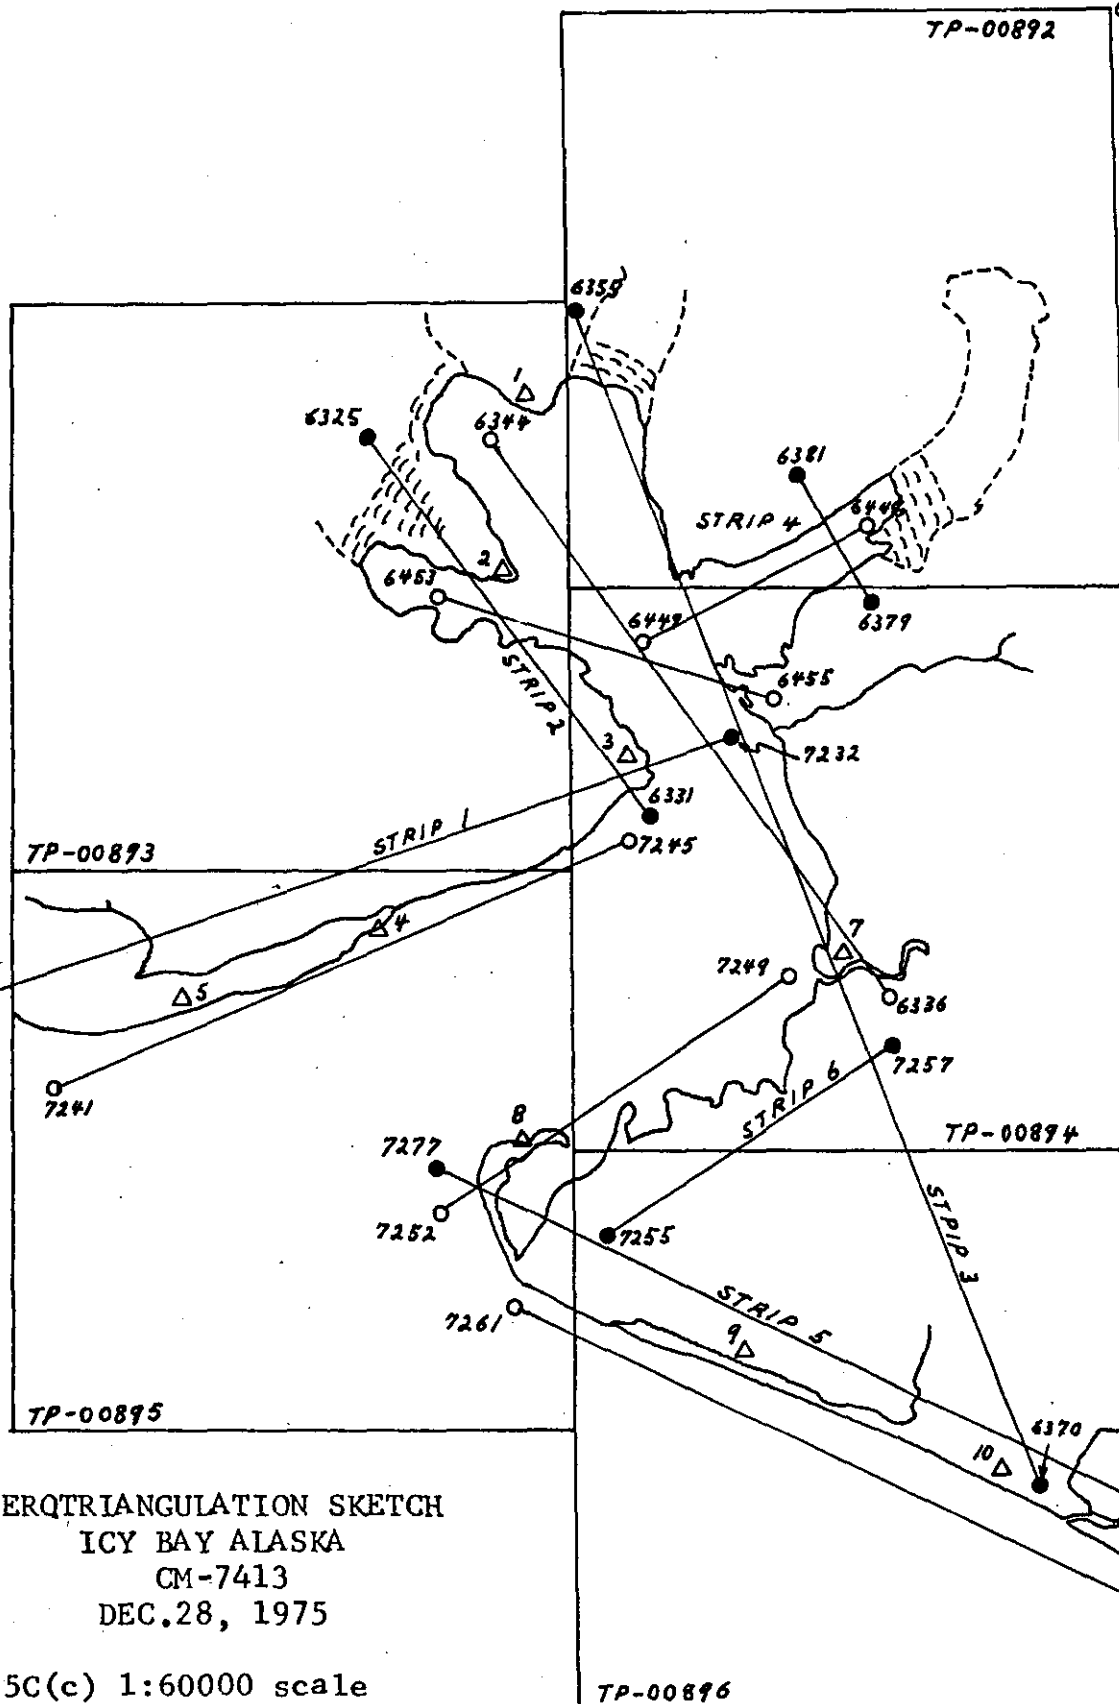 TP-00892
6359
1
6325
6344
6381
STRIP 4
6446
2
6453
6379
6449
STRIP 2
6455
3
7232
6331
STRIP 1
7245
TP-00893
4
7
5
7249
6336
7257
7241
STRIP 6
8
TP-00894
7277
STRIP 3
7252
7255
STRIP 5
7261
9
TP-00895
6370
10
ERQTRIANGULATION SKETCH
ICY BAY ALASKA
CM-7413
DEC.28, 1975
5C(c) 1:60000 scale
TP-00896